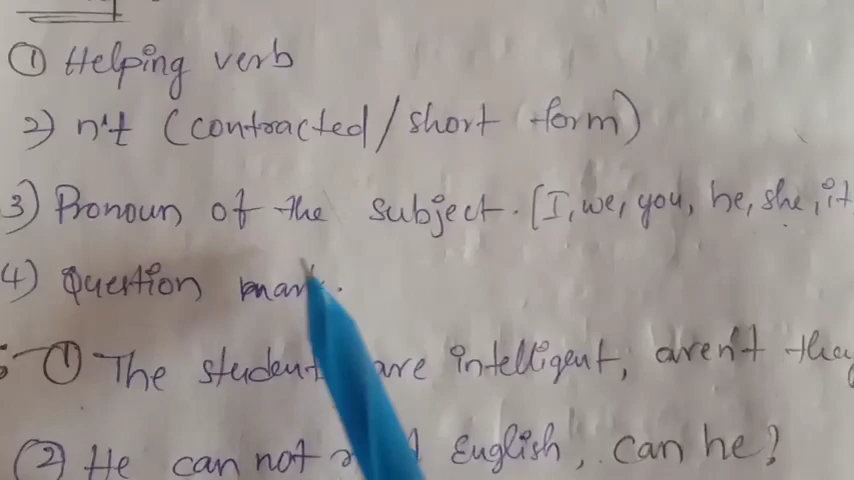 ① Helping verb
2) n't (contracted/short form)
3) Pronoun of the subject. [I, we, you, he, she, it
4) Question mark.
① The student are intelligent, aren't they
(2) He can not English, can he?